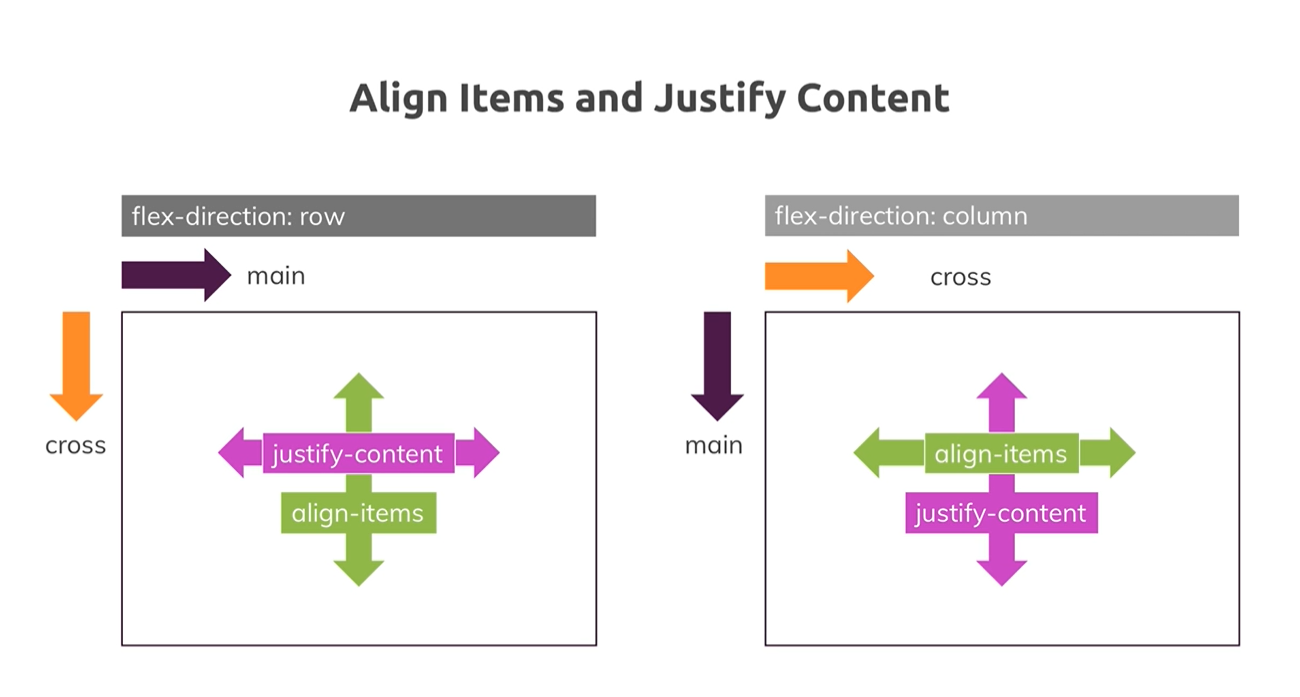 Align Items and Justify Content
flex-direction: row
main
cross
justify-content
align-items
flex-direction: column
cross
main
align-items
justify-content